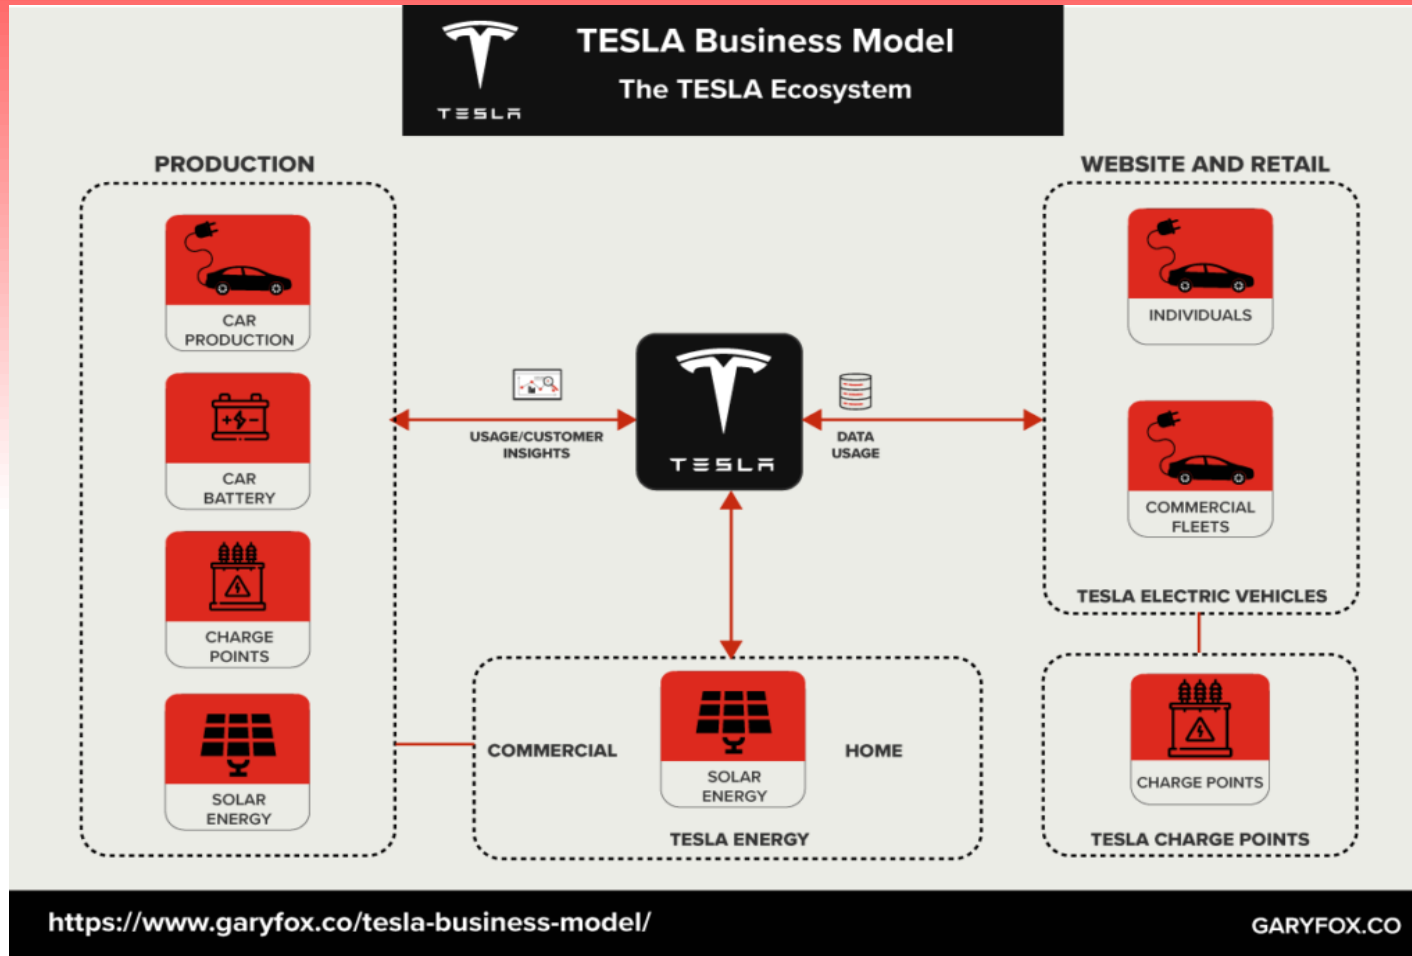 TESLA
TESLA Business Model
The TESLA Ecosystem
PRODUCTION
CAR
PRODUCTION
CAR
BATTERY
CHARGE
POINTS
SOLAR
ENERGY
USAGE/CUSTOMER
INSIGHTS
TESLA
DATA
USAGE
WEBSITE AND RETAIL
INDIVIDUALS
COMMERCIAL
FLEETS
TESLA ELECTRIC VEHICLES
COMMERCIAL
SOLAR
ENERGY
HOME
TESLA ENERGY
CHARGE POINTS
TESLA CHARGE POINTS
https://www.garyfox.co/tesla-business-model/
GARYFOX.CO